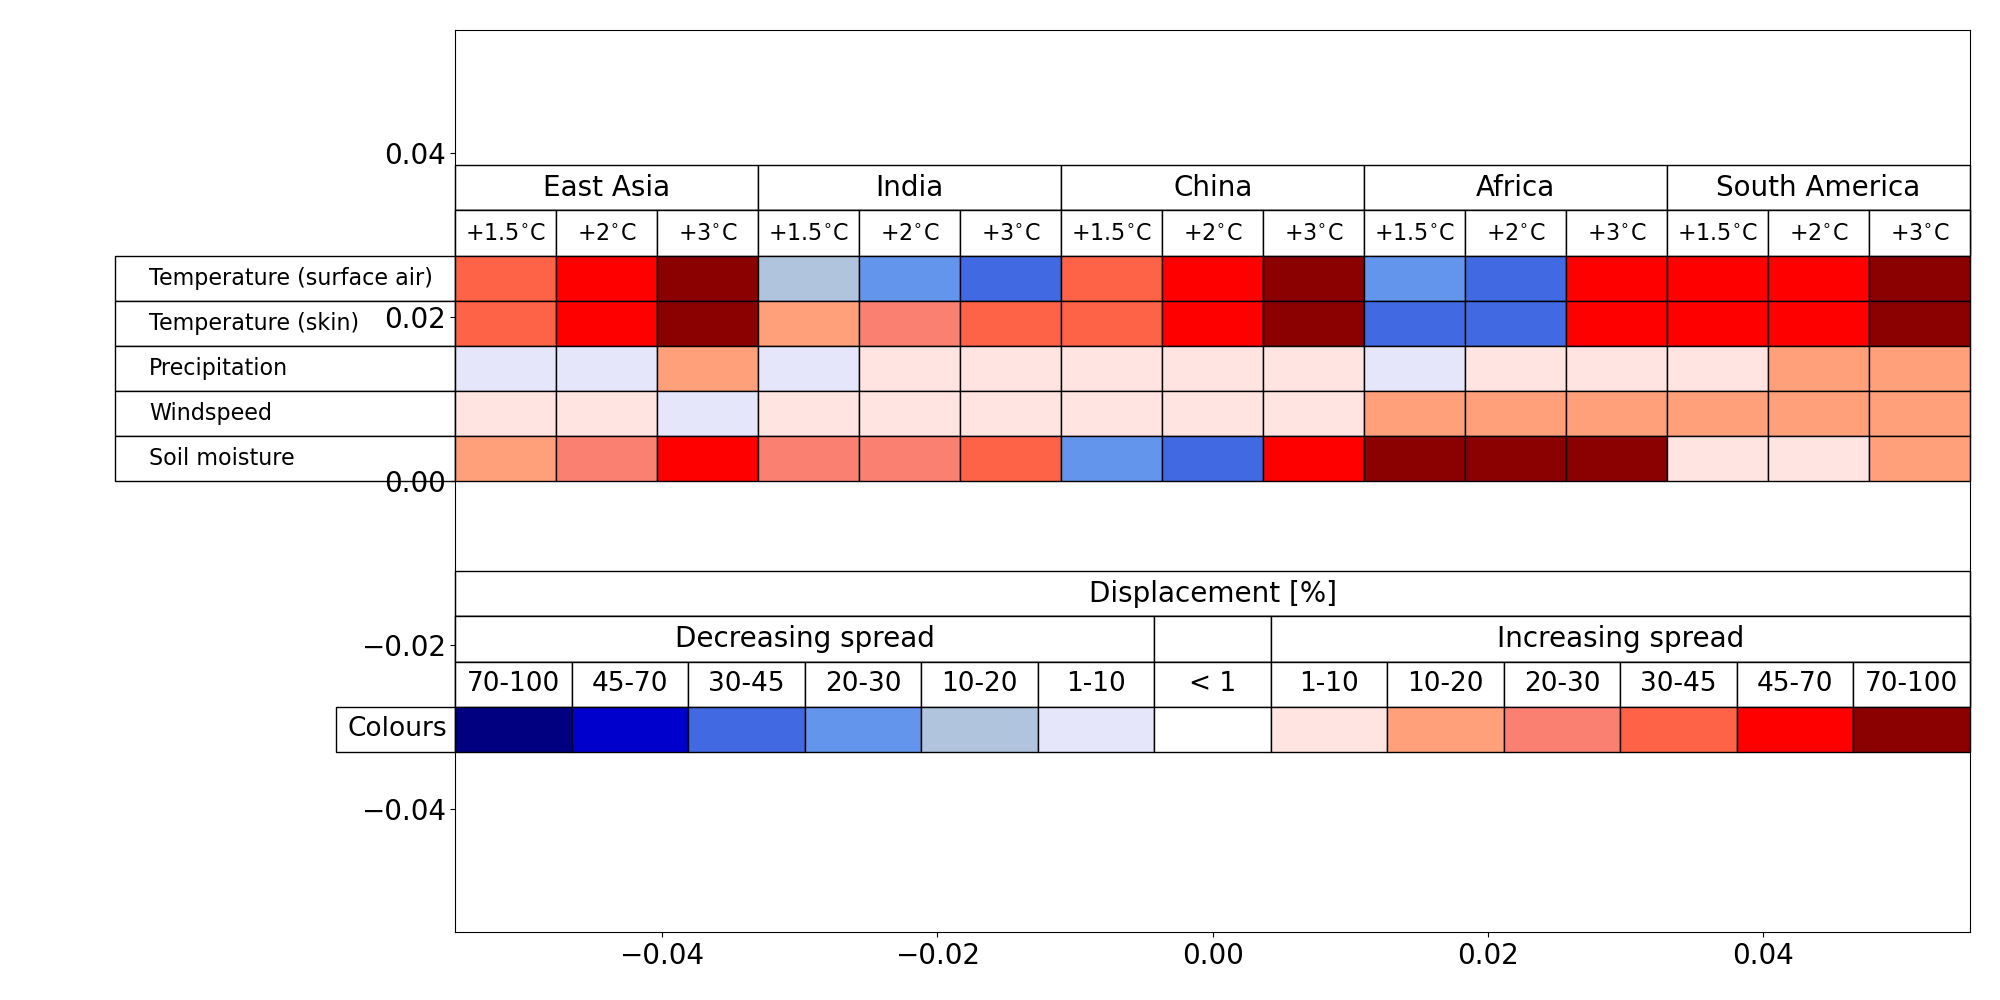 0.04
East Asia India China Africa South America
+1.5°C +2°C +3°C +1.5°C +2°C +3°C +1.5°C +2°C +3°C +1.5°C +2°C +3°C +1.5°C +2°C +3°C
Temperature (surface air)
Temperature (skin) 0.02
Precipitation
Windspeed
Soil moisture
0.00
Displacement [%]
−0.02 Decreasing spread Increasing spread
70-100 45-70 30-45 20-30 10-20 1-10 < 1 1-10 10-20 20-30 30-45 45-70 70-100
Colours
−0.04
−0.04 −0.02 0.00 0.02 0.04